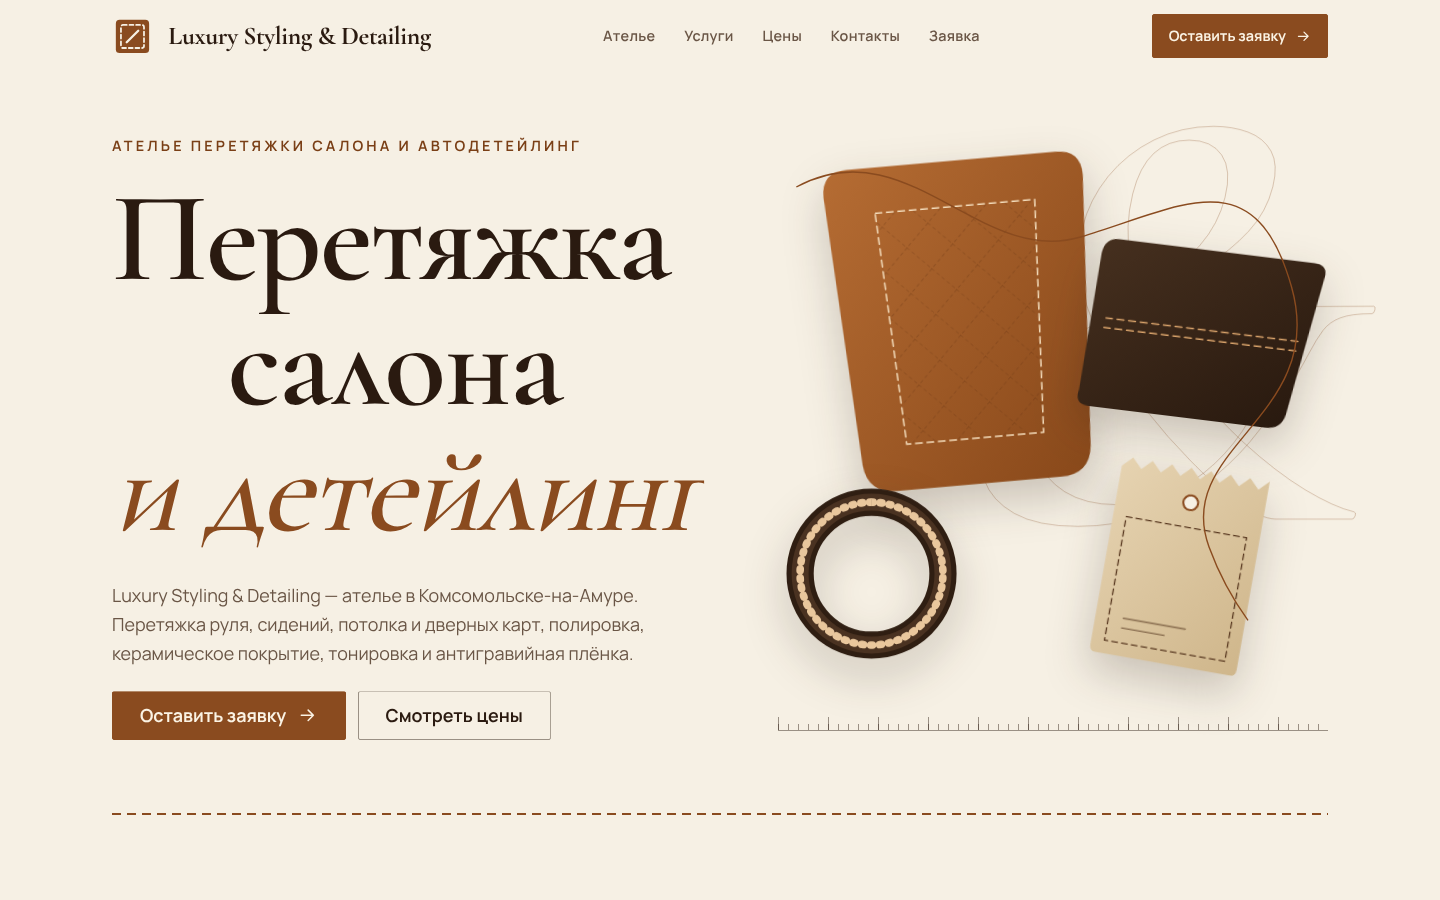 Luxury Styling & Detailing
Ателье
Услуги
Цены
Контакты
Заявка
Оставить заявку →
АТЕЛЬЕ ПЕРЕТЯЖКИ САЛОНА И АВТОДЕТЕЙЛИНГ
Перетяжка
салона
и детейлинг
Luxury Styling & Detailing — ателье в Комсомольске-на-Амуре.
Перетяжка руля, сидений, потолка и дверных карт, полировка,
керамическое покрытие, тонировка и антигравийная плёнка.
Оставить заявку →
Смотреть цены